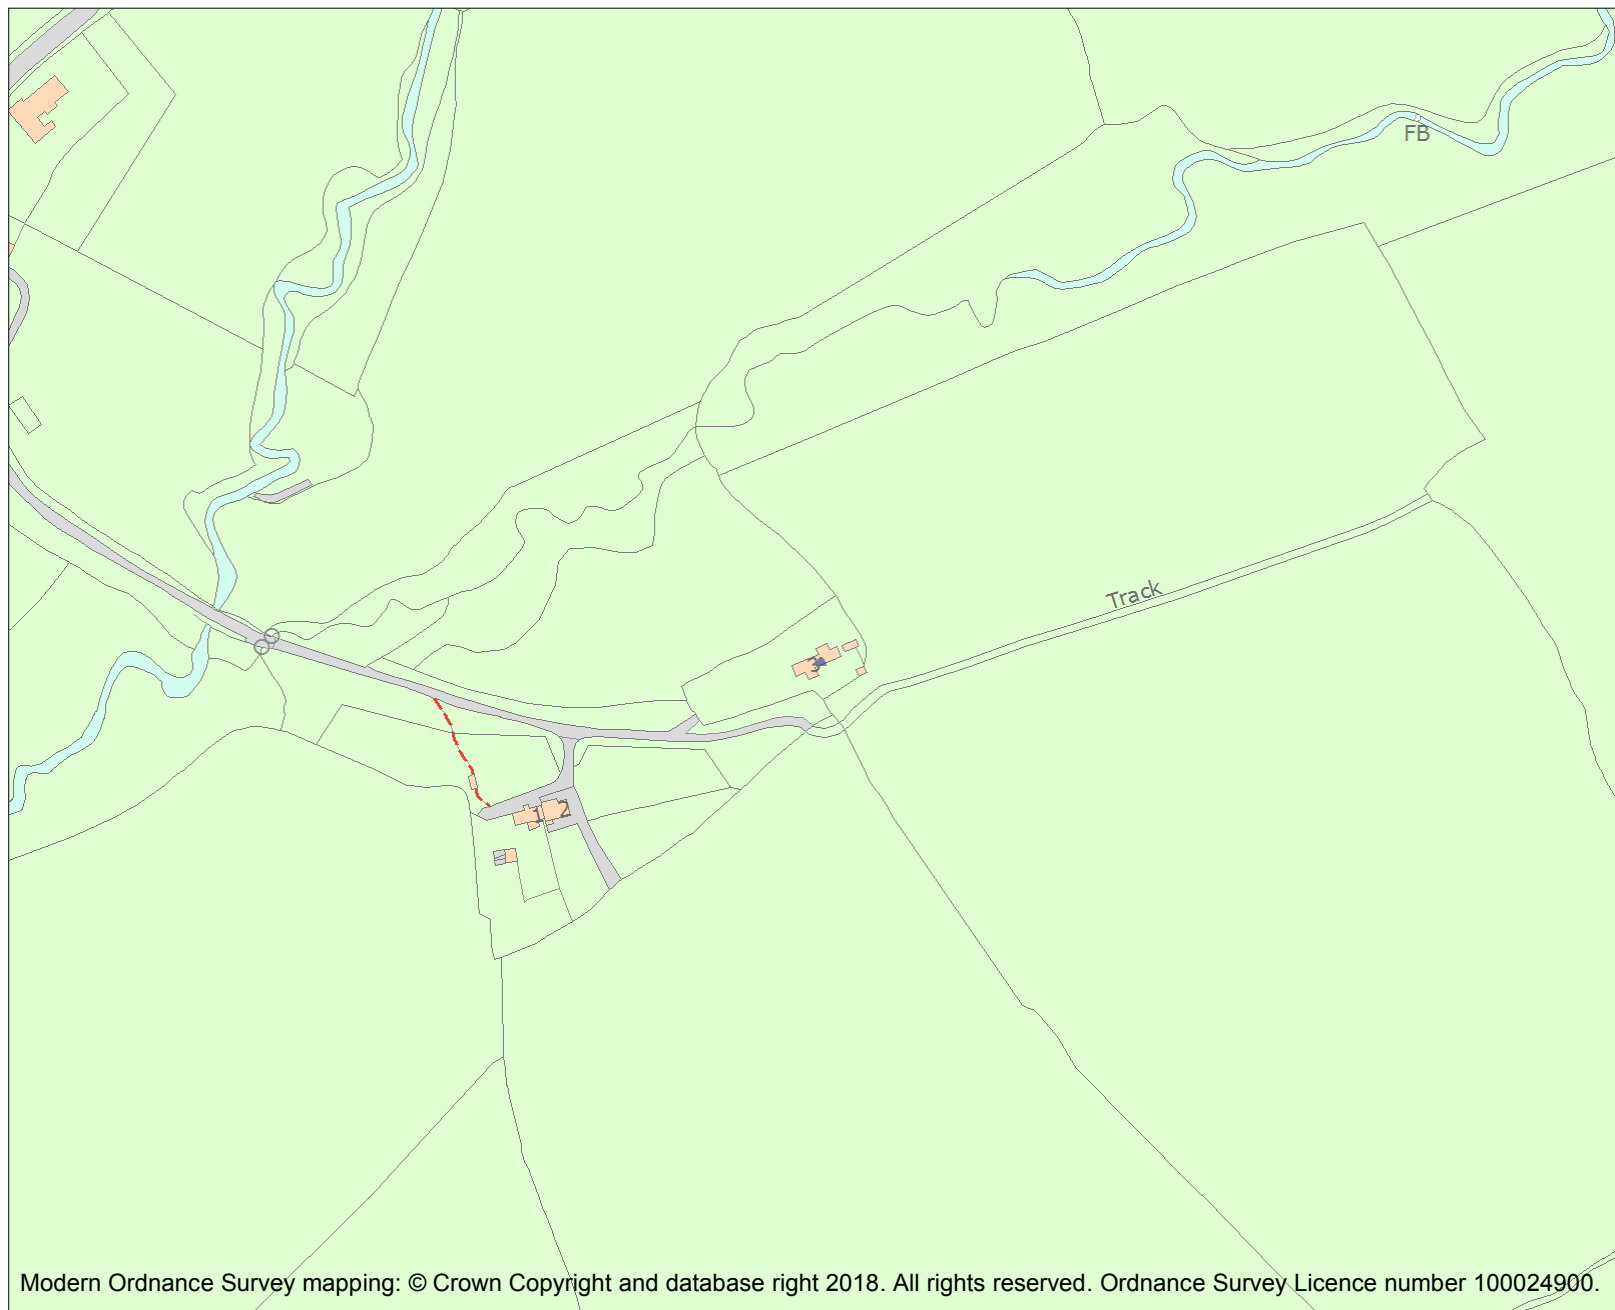 FB
Track
3
1 2
Modern Ordnance Survey mapping: © Crown Copyright and database right 2018. All rights reserved. Ordnance Survey Licence number 100024900.